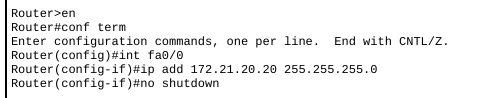 Router>en
Router#conf term
Enter configuration commands, one per line.  End with CNTL/Z.
Router(config)#int fa0/0
Router(config-if)#ip add 172.21.20.20 255.255.255.0
Router(config-if)#no shutdown